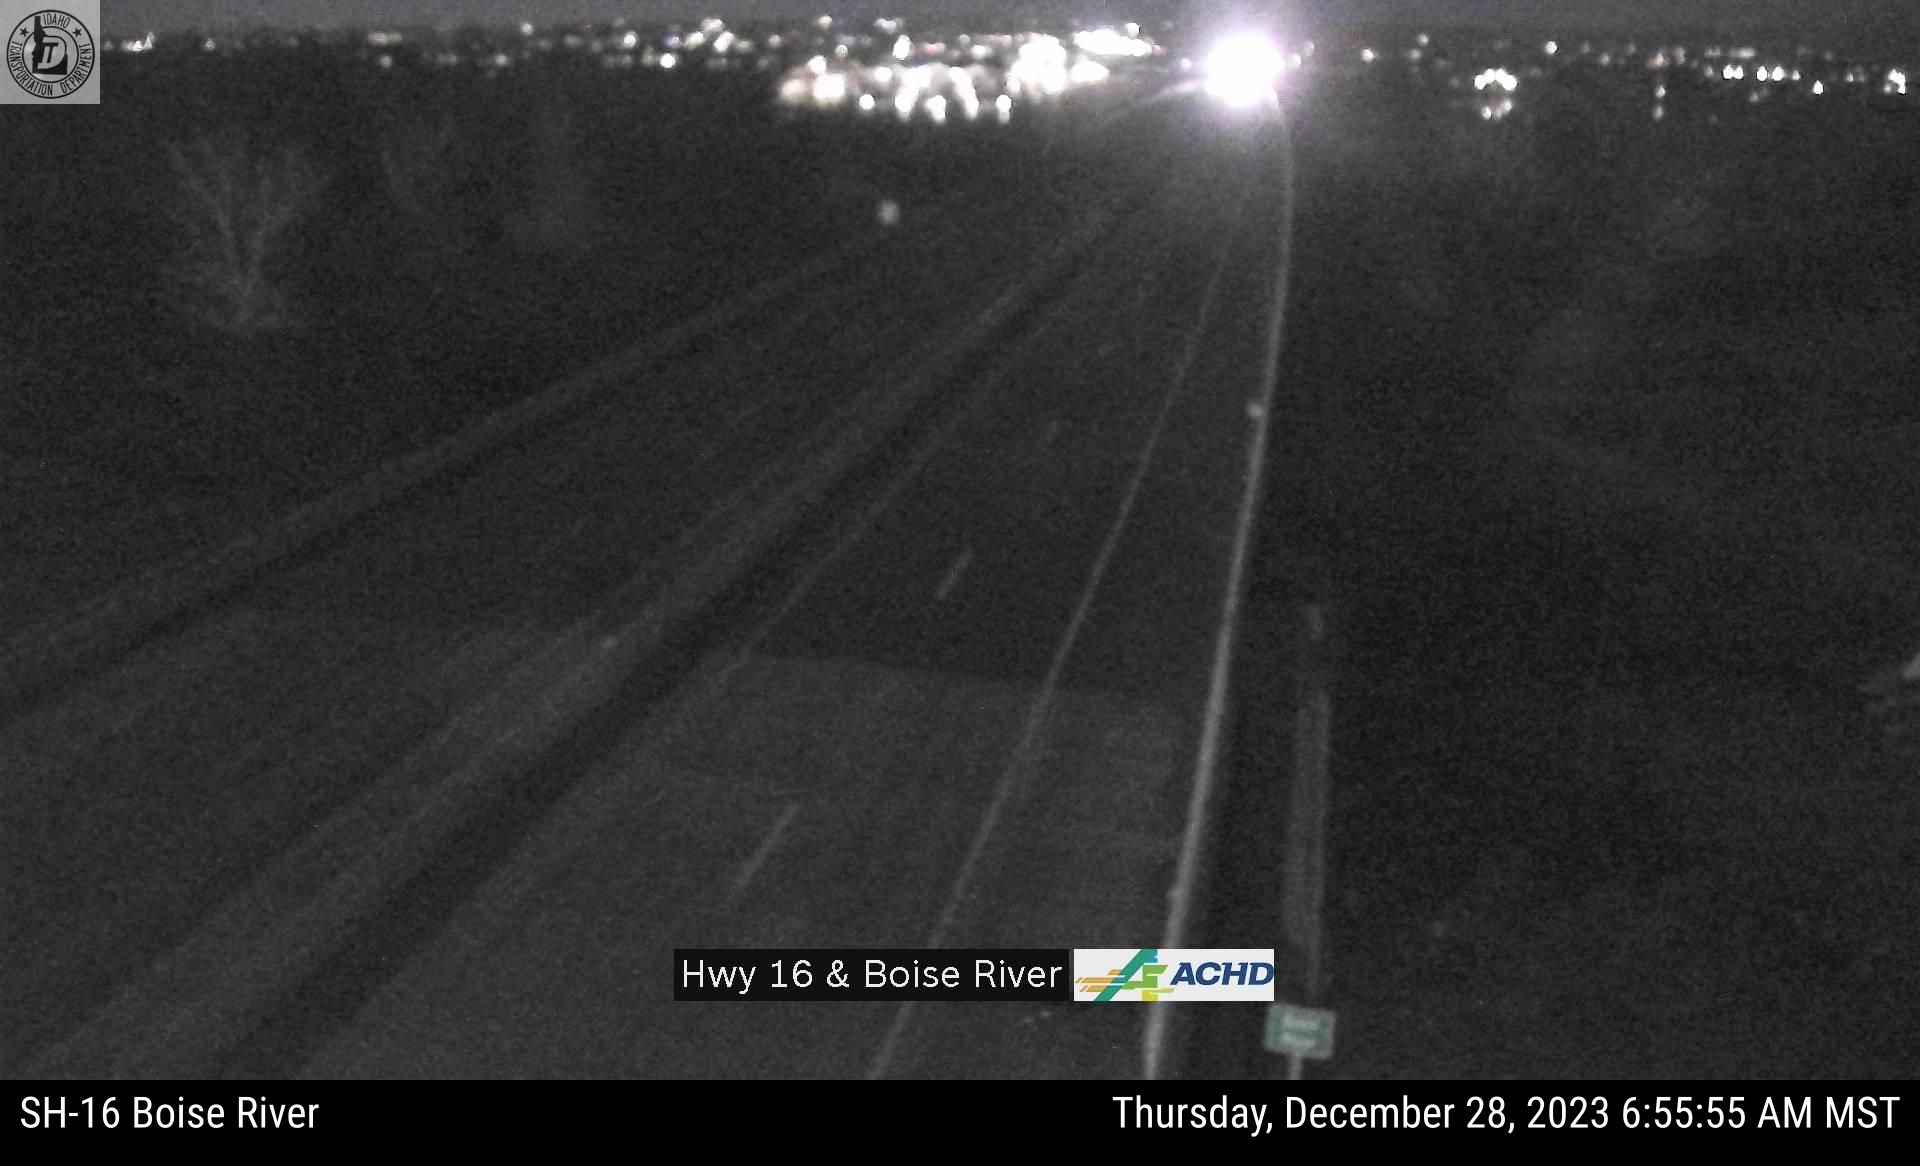 IDAHO
TRANSPORTATION DEPARTMENT
Hwy 16 & Boise River
ACHD
SH-16 Boise River
Thursday, December 28, 2023 6:55:55 AM MST